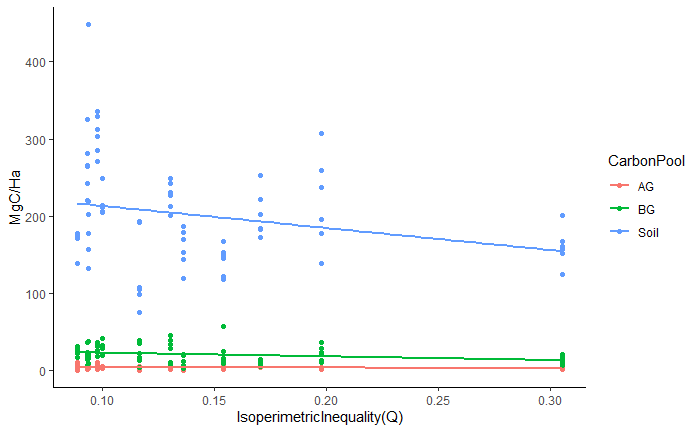 MgC/Ha
400
300
200
100
0
0.10 0.15 0.20 0.25 0.30
IsoperimetricInequality(Q)
CarbonPool
AG
BG
Soil